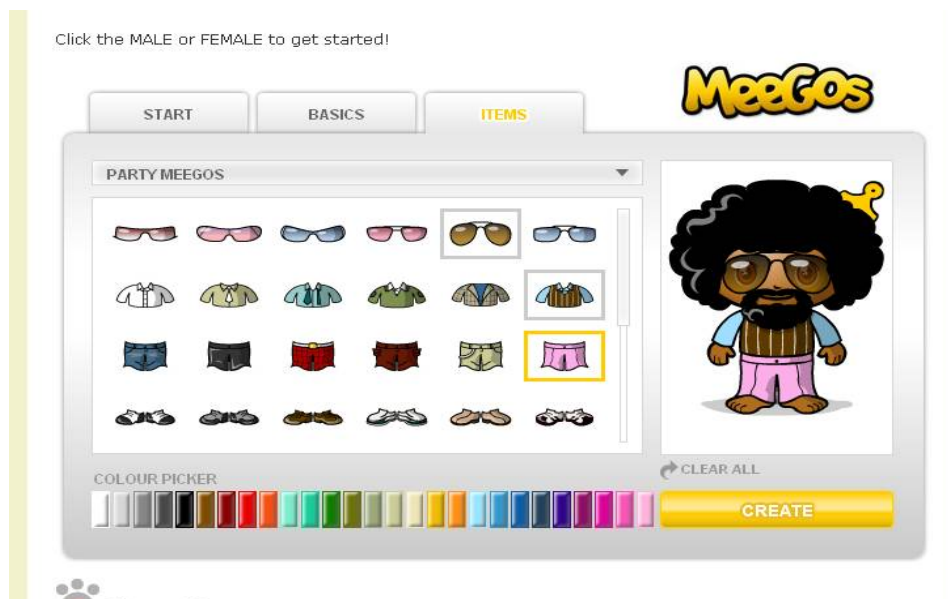 Click the MALE or FEMALE to get started!
MeeGos
START
BASICS
ITEMS
PARTY MEEGOS
COLOUR PICKER
CLEAR ALL
CREATE